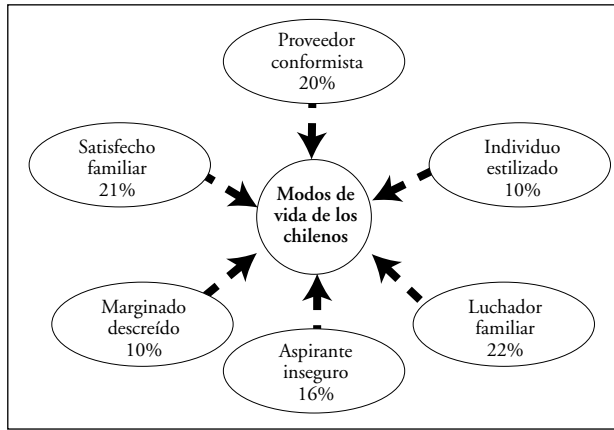 Proveedor
conformista
20%
Satisfecho
familiar
21%
Individuo
estilizado
10%
Modos de
vida de los
chilenos
Marginado
descreído
10%
Luchador
familiar
22%
Aspirante
inseguro
16%